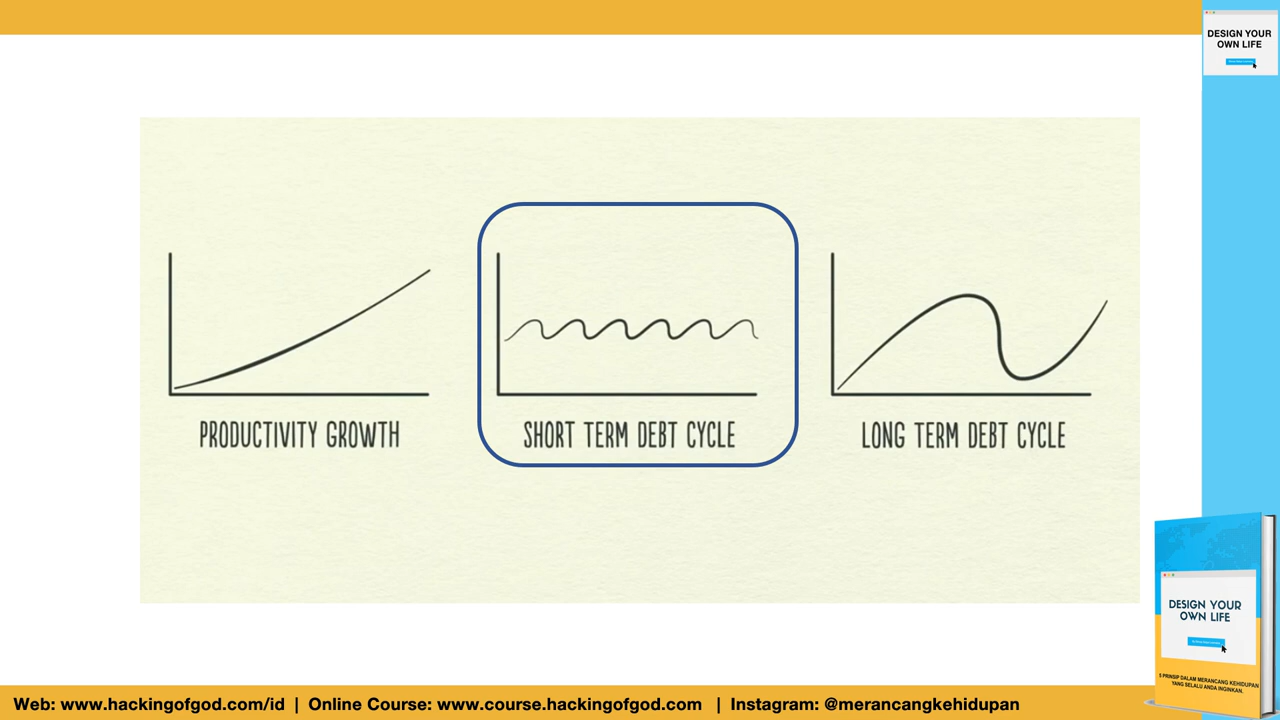 DESIGN YOUR
OWN LIFE
PRODUCTIVITY GROWTH
SHORT TERM DEBT CYCLE
LONG TERM DEBT CYCLE
DESIGN YOUR
OWN LIFE
5 PRINSIP DALAM MERANCANG KEHIDUPAN
YANG SELALU ANDA INGINKAN.
Web: www.hackingofgod.com/id | Online Course: www.course.hackingofgod.com | Instagram: @merancangkehidupan